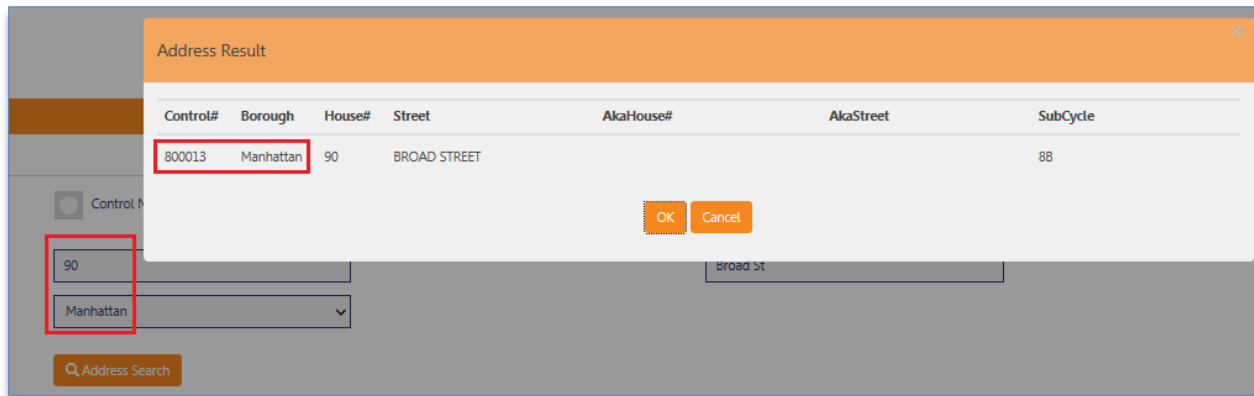 Address Result
x
Control# Borough House# Street AkaHouse# AkaStreet SubCycle
800013 Manhattan 90 BROAD STREET 8B
OK Cancel
Control N
90 Broad St
Manhattan
Address Search